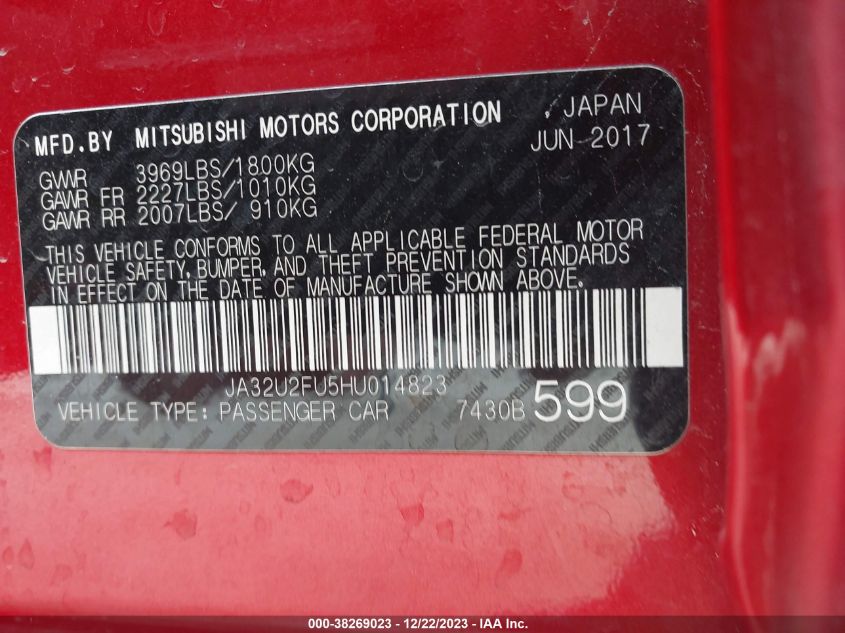 MFD.BY MITSUBISHI MOTORS CORPORATION . JAPAN
JUN 2017
GVWR 3969LBS/1800KG
GAWR FR 2227LBS/1010KG
GAWR RR 2007LBS/ 910KG
THIS VEHICLE CONFORMS TO ALL APPLICABLE FEDERAL MOTOR
VEHICLE SAFETY, BUMPER, AND THEFT PREVENTION STANDARDS
IN EFFECT ON THE DATE OF MANUFACTURE SHOWN ABOVE.
JA32U2FU5HU014823
VEHICLE TYPE: PASSENGER CAR 7430B 599
000-38269023 - 12/22/2023 - IAA Inc.